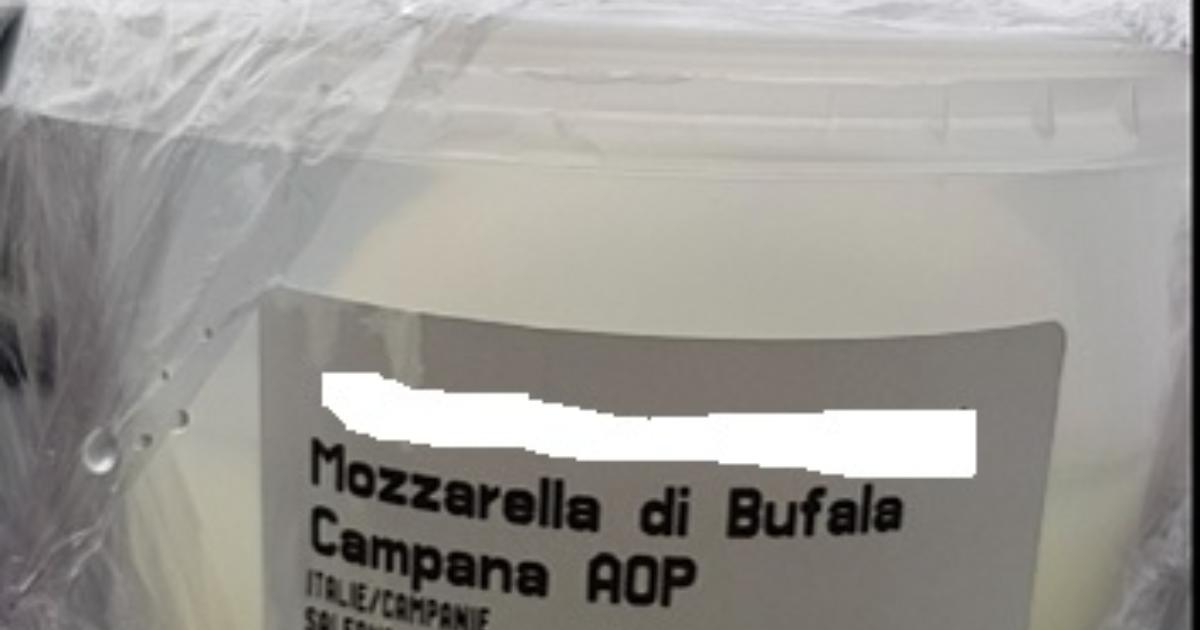 Mozzarella di Bufala
Campana AOP
ITALIE/CAMPANIE